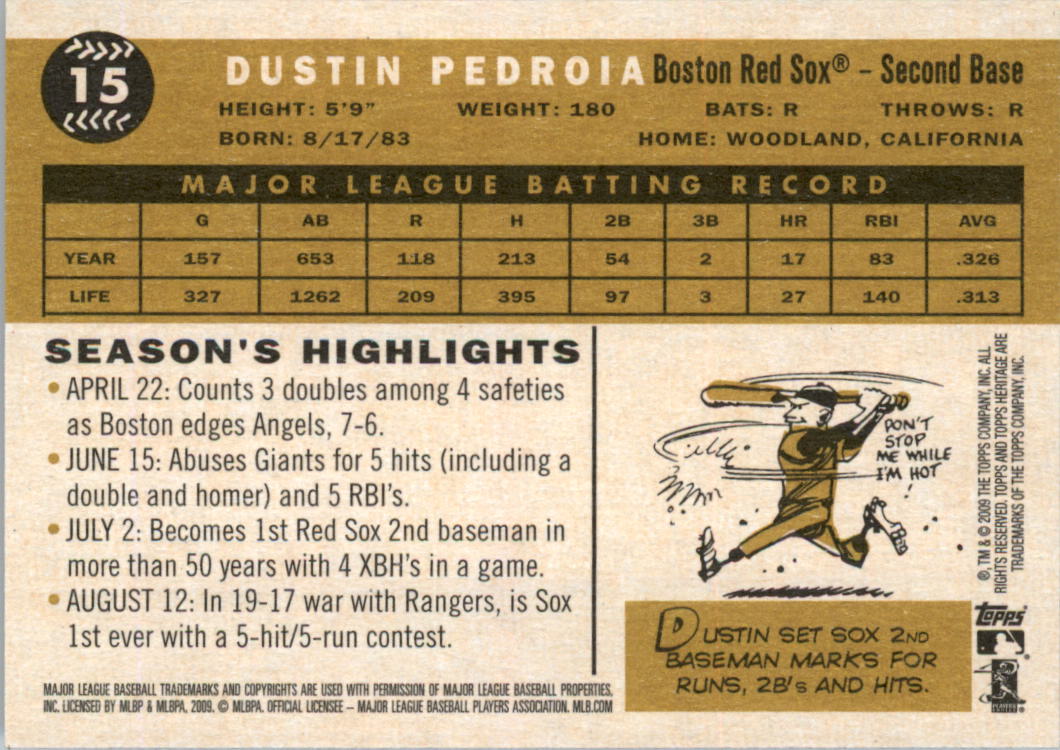 15
DUSTIN PEDROIA Boston Red Sox® – Second Base
HEIGHT: 5'9" WEIGHT: 180 BATS: R THROWS: R
BORN: 8/17/83 HOME: WOODLAND, CALIFORNIA
MAJOR LEAGUE BATTING RECORD
G AB R H 2B 3B HR RBI AVG
YEAR 157 653 118 213 54 2 17 83 .326
LIFE 327 1262 209 395 97 3 27 140 .313
SEASON'S HIGHLIGHTS
• APRIL 22: Counts 3 doubles among 4 safeties
as Boston edges Angels, 7-6.
• JUNE 15: Abuses Giants for 5 hits (including a
double and homer) and 5 RBI's.
• JULY 2: Becomes 1st Red Sox 2nd baseman in
more than 50 years with 4 XBH's in a game.
• AUGUST 12: In 19-17 war with Rangers, is Sox
1st ever with a 5-hit/5-run contest.
MAJOR LEAGUE BASEBALL TRADEMARKS AND COPYRIGHTS ARE USED WITH PERMISSION OF MAJOR LEAGUE BASEBALL PROPERTIES,
INC. LICENSED BY MLBP & MLBPA, 2009. © MLBPA. OFFICIAL LICENSEE – MAJOR LEAGUE BASEBALL PLAYERS ASSOCIATION. MLB.COM
DON'T
STOP
ME WHILE
I'M HOT
!
DUSTIN SET SOX 2ND
BASEMAN MARKS FOR
RUNS, 2B's AND HITS.
®, TM & © 2009 THE TOPPS COMPANY, INC. ALL
RIGHTS RESERVED. TOPPS AND TOPPS HERITAGE ARE
TRADEMARKS OF THE TOPPS COMPANY, INC.
Topps